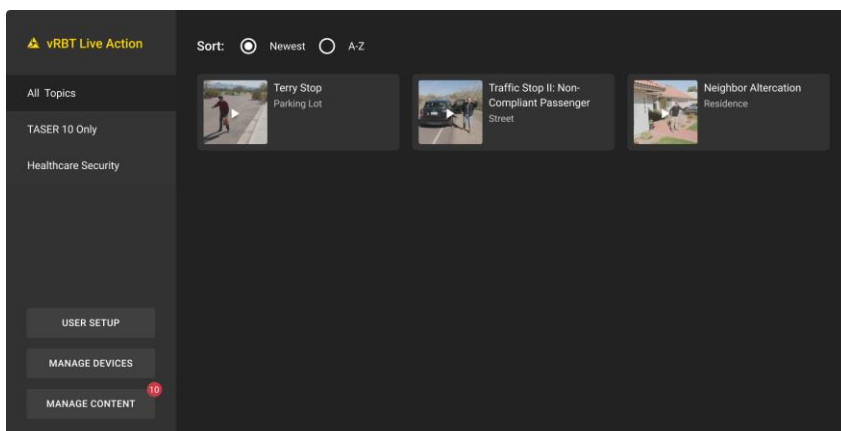 vRBT Live Action
Sort: Newest A-Z
All Topics
TASER 10 Only
Healthcare Security
Terry Stop
Parking Lot
Traffic Stop II: Non-
Compliant Passenger
Street
Neighbor Altercation
Residence
USER SETUP
MANAGE DEVICES
10
MANAGE CONTENT